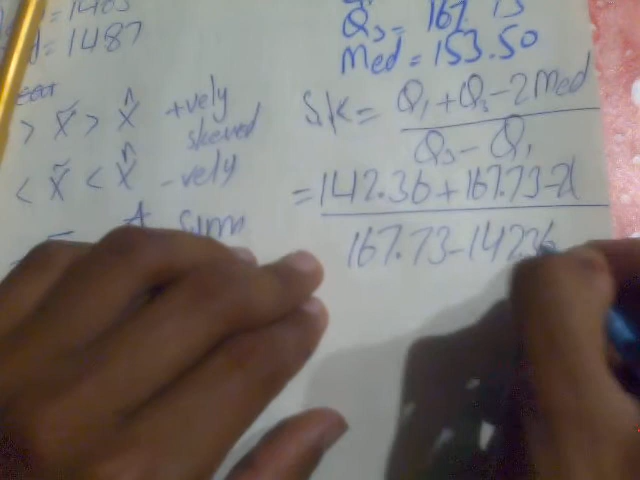 = 1487
Q₃ = 167.73
Med = 153.50
> x̃ > x̂ +vely skewed
< x̃ < x̂ -vely
Sym
SK = Q₁ + Q₃ - 2Med
Q₃ - Q₁
= 142.36 + 167.73 - 2(
167.73 - 142.36